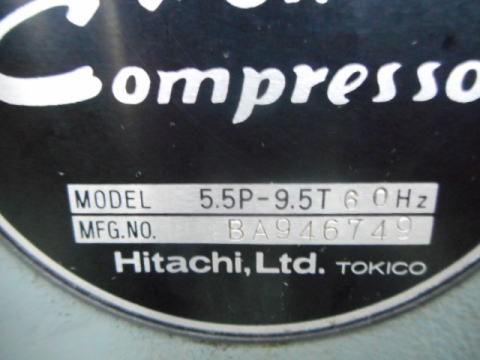 Compresso
MODEL 5.5P-9.5T 60Hz
MFG.NO. BA946749
Hitachi, Ltd. TOKICO